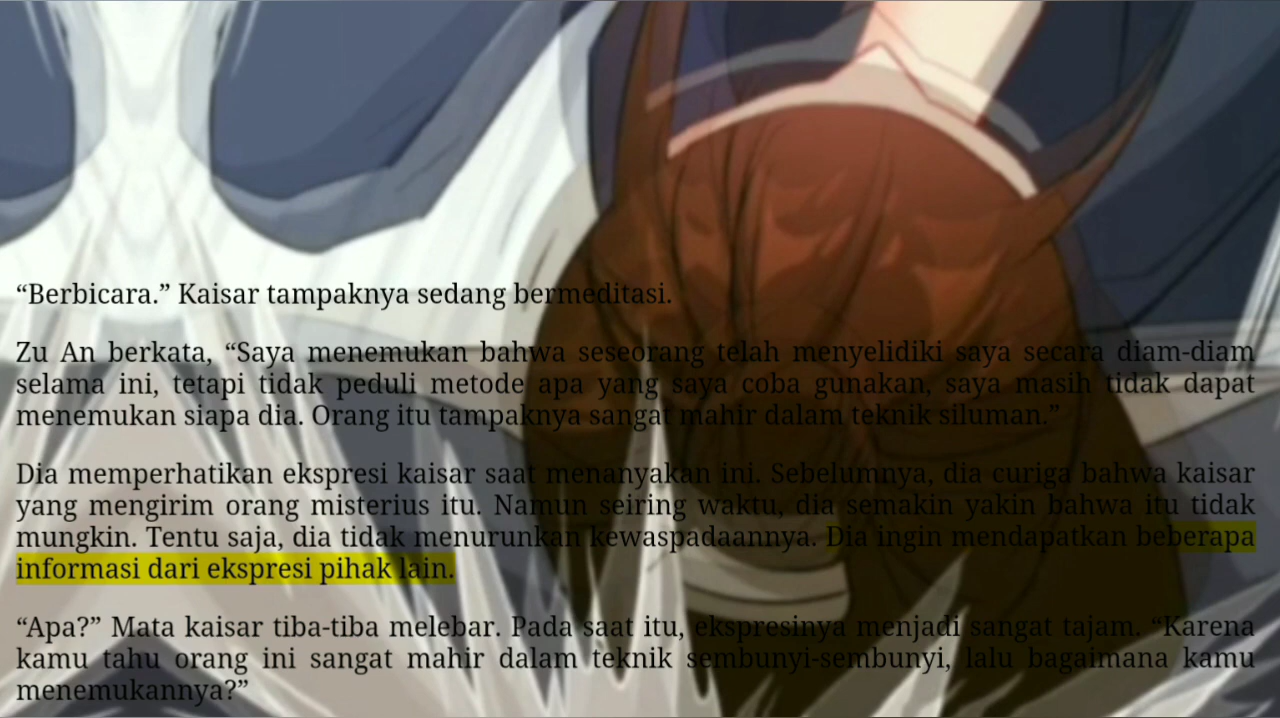 “Berbicara.” Kaisar tampaknya sedang bermeditasi.
Zu An berkata, “Saya menemukan bahwa seseorang telah menyelidiki saya secara diam-diam
selama ini, tetapi tidak peduli metode apa yang saya coba gunakan, saya masih tidak dapat
menemukan siapa dia. Orang itu tampaknya sangat mahir dalam teknik siluman.”
Dia memperhatikan ekspresi kaisar saat menanyakan ini. Sebelumnya, dia curiga bahwa kaisar
yang mengirim orang misterius itu. Namun seiring waktu, dia semakin yakin bahwa itu tidak
mungkin. Tentu saja, dia tidak menurunkan kewaspadaannya. Dia ingin mendapatkan beberapa
informasi dari ekspresi pihak lain.
“Apa?” Mata kaisar tiba-tiba melebar. Pada saat itu, ekspresinya menjadi sangat tajam. “Karena
kamu tahu orang ini sangat mahir dalam teknik sembunyi-sembunyi, lalu bagaimana kamu
menemukannya?”